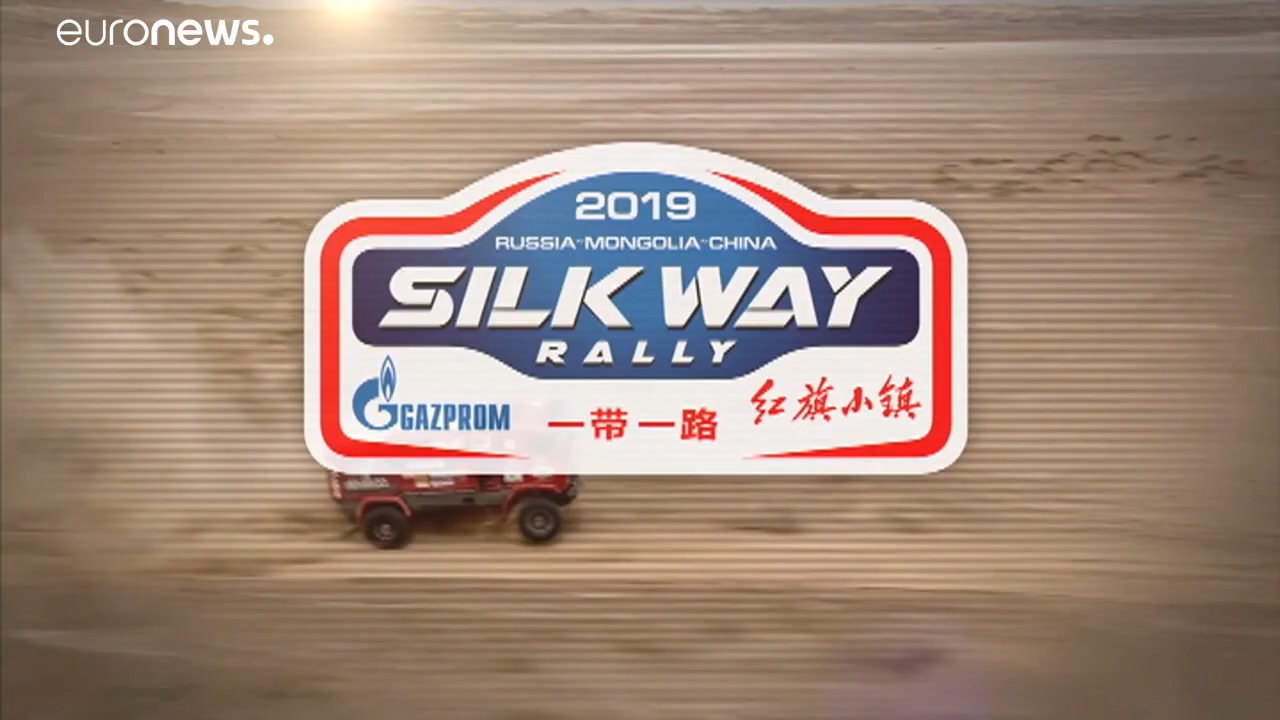 euronews.
2019
RUSSIA-MONGOLIA-CHINA
SILK WAY
RALLY
GAZPROM
一带一路
红旗小镇